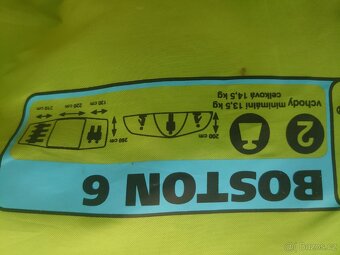 BOSTON 6
2
vchody minimální 13,5 kg
celková 14,5 kg
200 cm
260 cm
130 cm
220 cm
210 cm